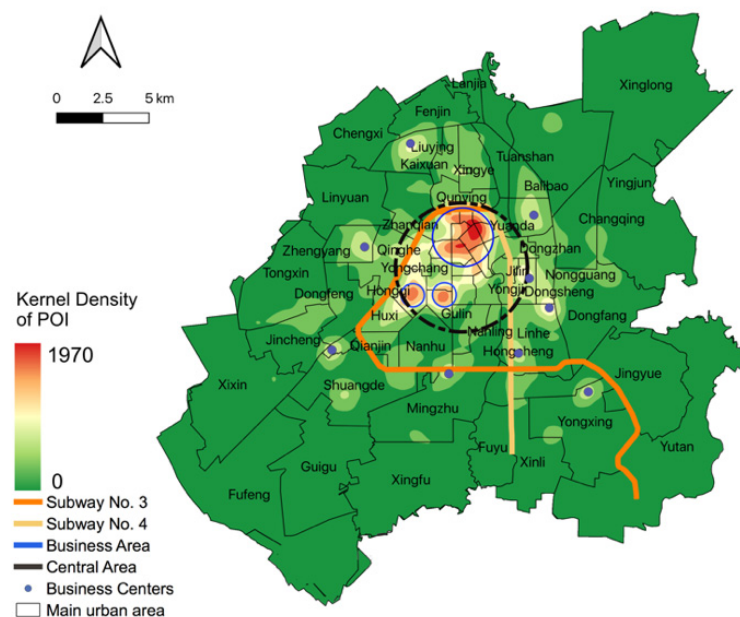 Lanjia
Xinglong
0 2.5 5 km
Fenjin
Chengxi
Liuying
Kaixuan
Xingye
Tuanshan
Linyuan
Qunying
Balibao
Yingjun
Zhanqian
Yuanda
Changqing
Zhengyang
Qinghe
Dongzhan
Tongxin
Yongchang
Jilin
Nongguang
Dongfeng
Hongqi
Yongji
Dongsheng
Kernel Density
of POI
Huxi
Gulin
Dongfang
1970
Jincheng
Qianjin
Nanhu
Nanling
Linhe
Hongcheng
Xixin
Shuangde
Jingyue
Mingzhu
Yongxing
Fuyu
Xinli
Yutan
0
Guigu
Xingfu
Fufeng
Subway No. 3
Subway No. 4
Business Area
Central Area
Business Centers
Main urban area